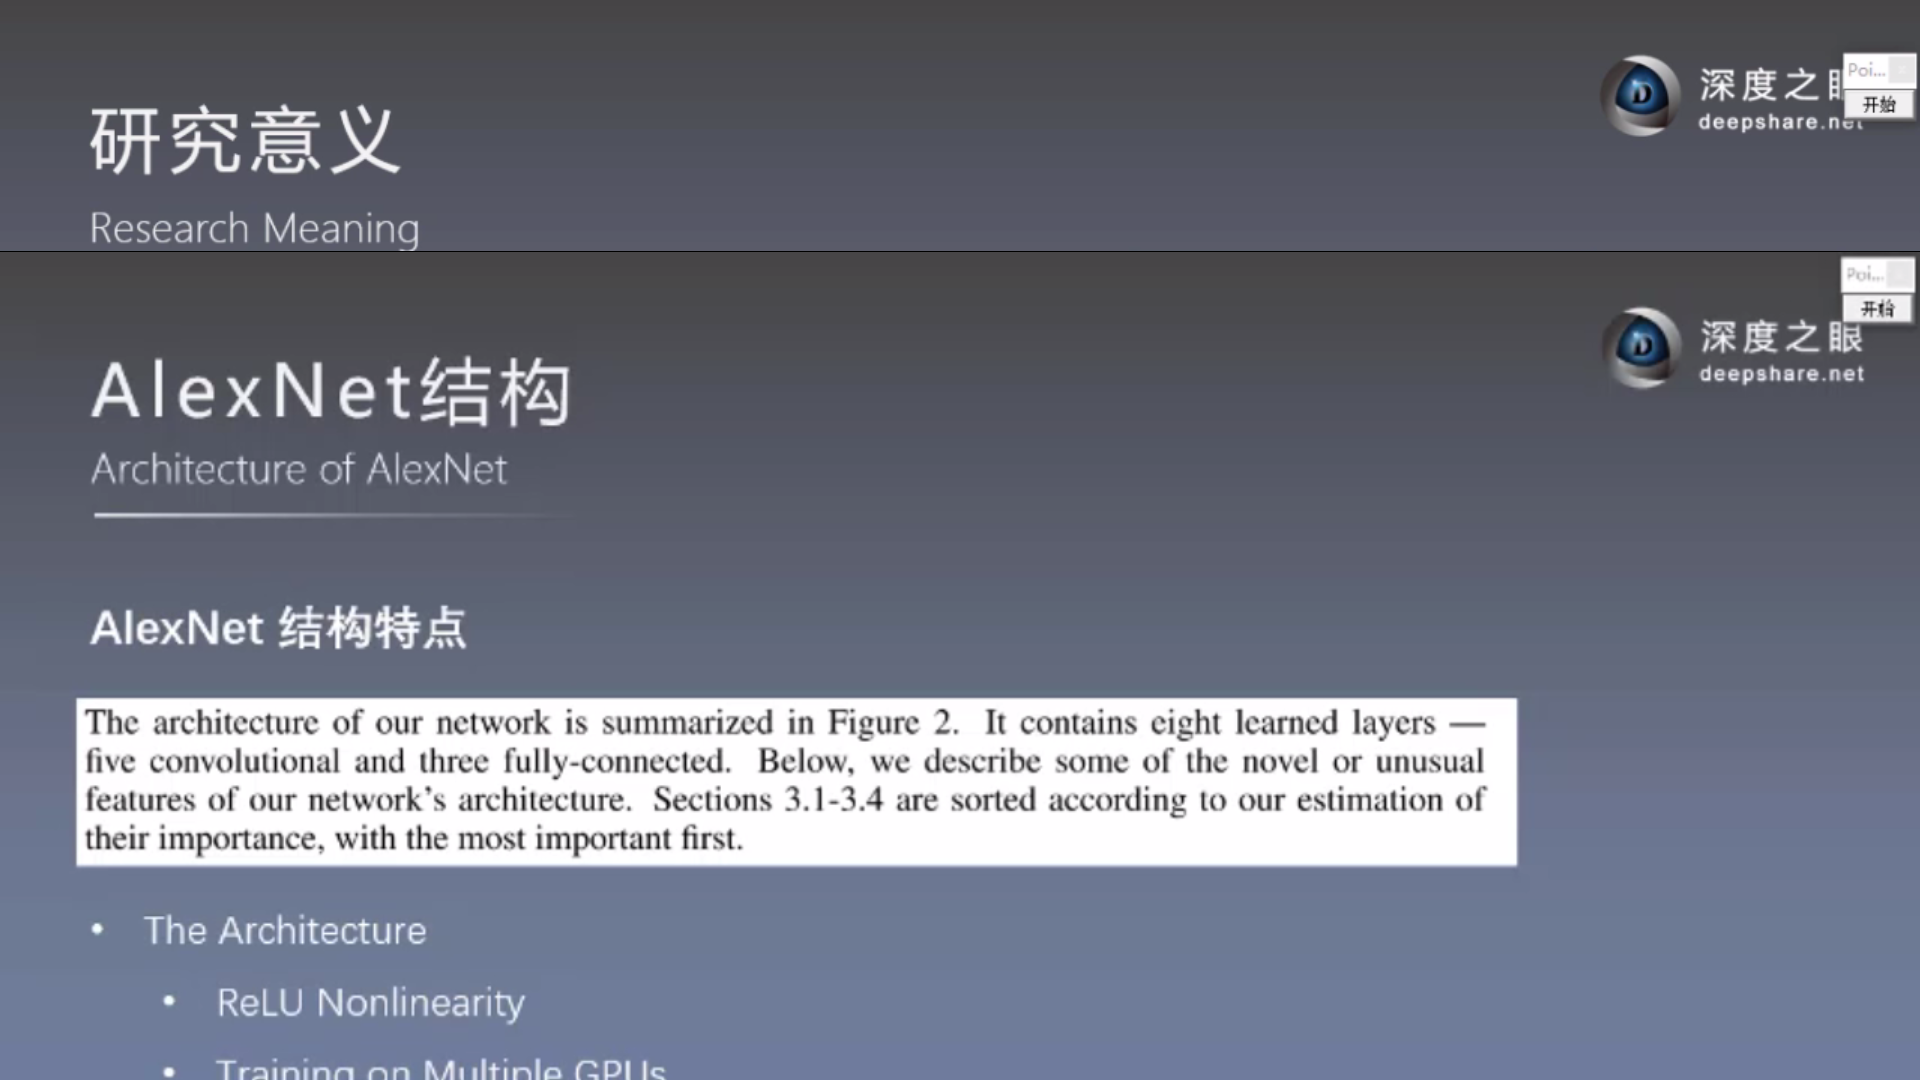 研究意义
Research Meaning
深度之
deepshare.net
Poi...
开始
AlexNet结构
Architecture of AlexNet
Poi...
开始
深度之眼
deepshare.net
AlexNet 结构特点
The architecture of our network is summarized in Figure 2. It contains eight learned layers —
five convolutional and three fully-connected. Below, we describe some of the novel or unusual
features of our network's architecture. Sections 3.1-3.4 are sorted according to our estimation of
their importance, with the most important first.
• The Architecture
• ReLU Nonlinearity
• Training on Multiple GPUs